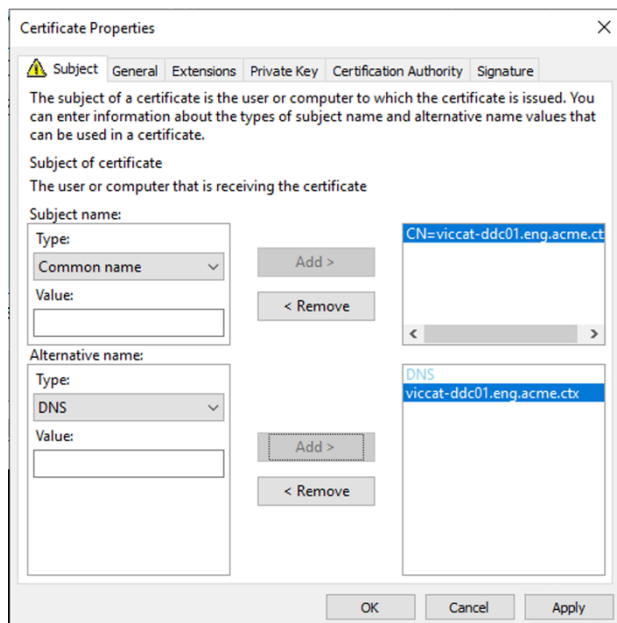 Certificate Properties
Subject General Extensions Private Key Certification Authority Signature
The subject of a certificate is the user or computer to which the certificate is issued. You
can enter information about the types of subject name and alternative name values that
can be used in a certificate.
Subject of certificate
The user or computer that is receiving the certificate
Subject name:
Type:
Common name
Value:
Add >
< Remove
CN=viccat-ddc01.eng.acme.ct
Alternative name:
Type:
DNS
Value:
Add >
< Remove
DNS
viccat-ddc01.eng.acme.ctx
OK Cancel Apply